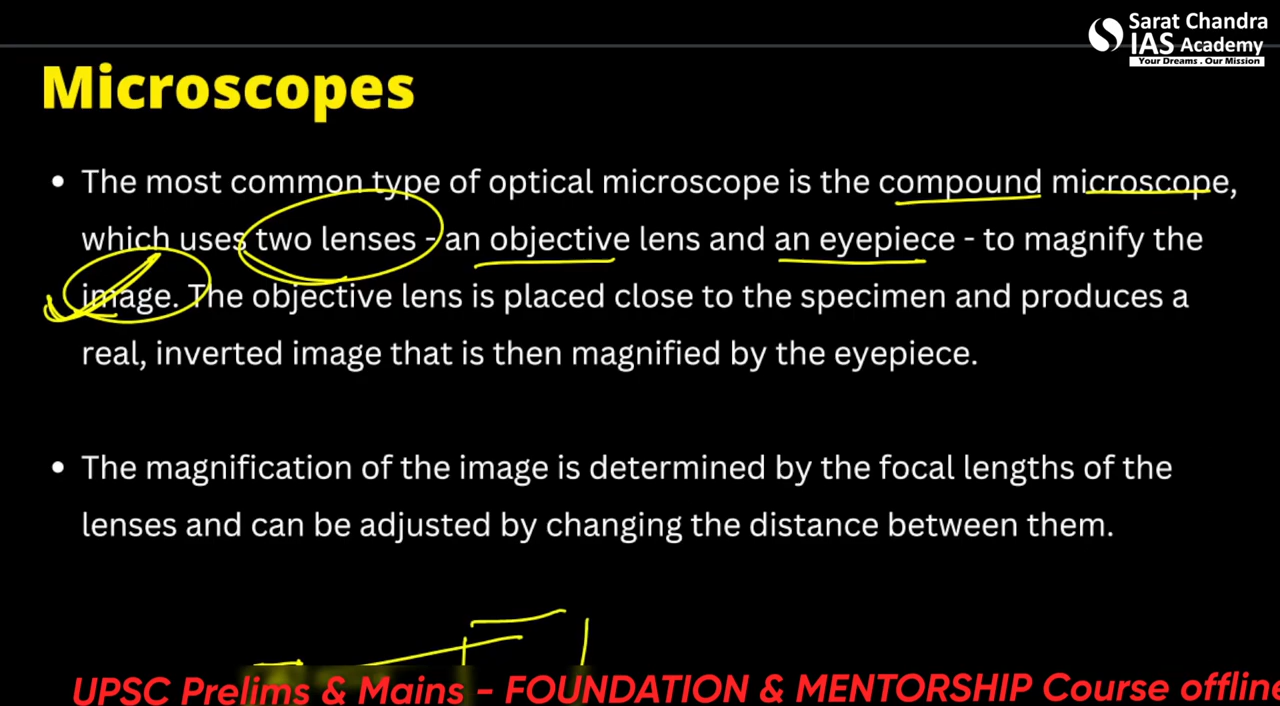 Sarat Chandra
IAS Academy
Your Dreams . Our Mission
Microscopes
• The most common type of optical microscope is the compound microscope,
which uses two lenses - an objective lens and an eyepiece - to magnify the
image. The objective lens is placed close to the specimen and produces a
real, inverted image that is then magnified by the eyepiece.
• The magnification of the image is determined by the focal lengths of the
lenses and can be adjusted by changing the distance between them.
UPSC Prelims & Mains - FOUNDATION & MENTORSHIP Course offline